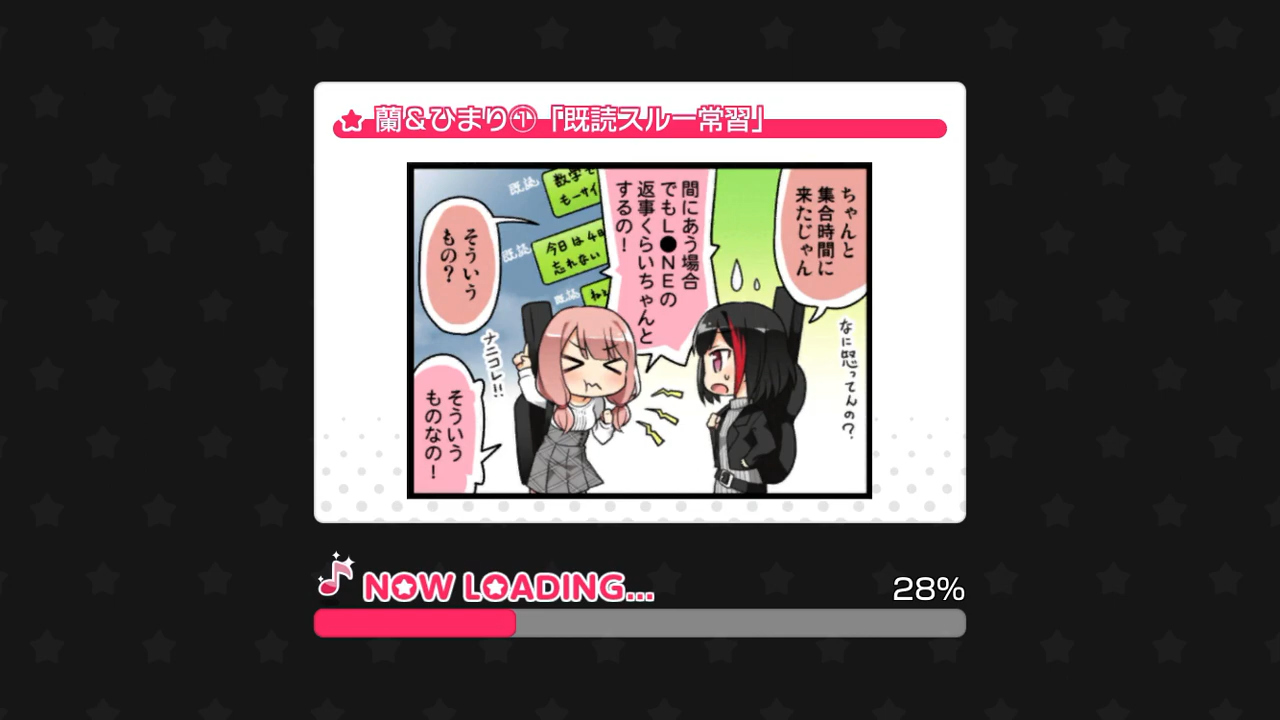 蘭&ひまり①「既読スルー常習」
ちゃんと
集合時間に
来たじゃん
なに怒ってんの?
間にあう場合
でもL●NEの
返事くらいちゃんと
するの!
既読
数字で
もーサイ
既読
今日は4日
忘れない
既読
そういう
もの?
ナニコレ!!
そういう
ものなの!
NOW LOADING...
28%